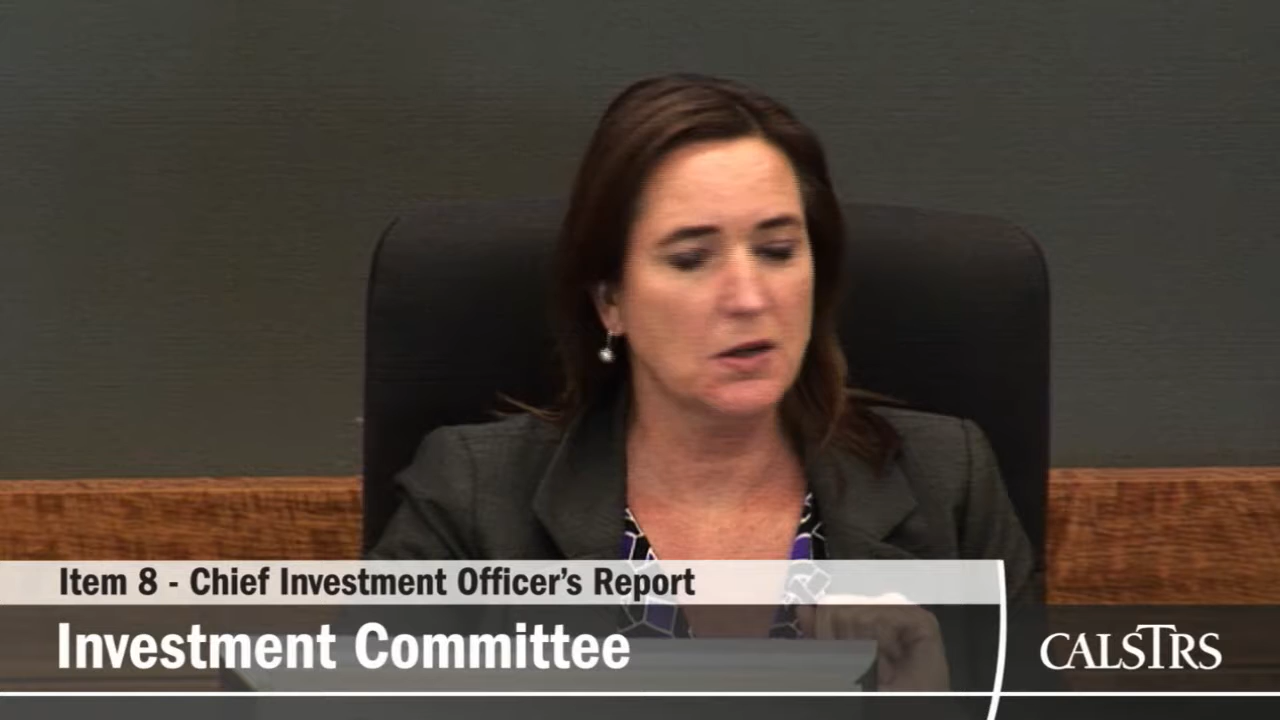 Item 8 - Chief Investment Officer's Report
Investment Committee
CALSTRS